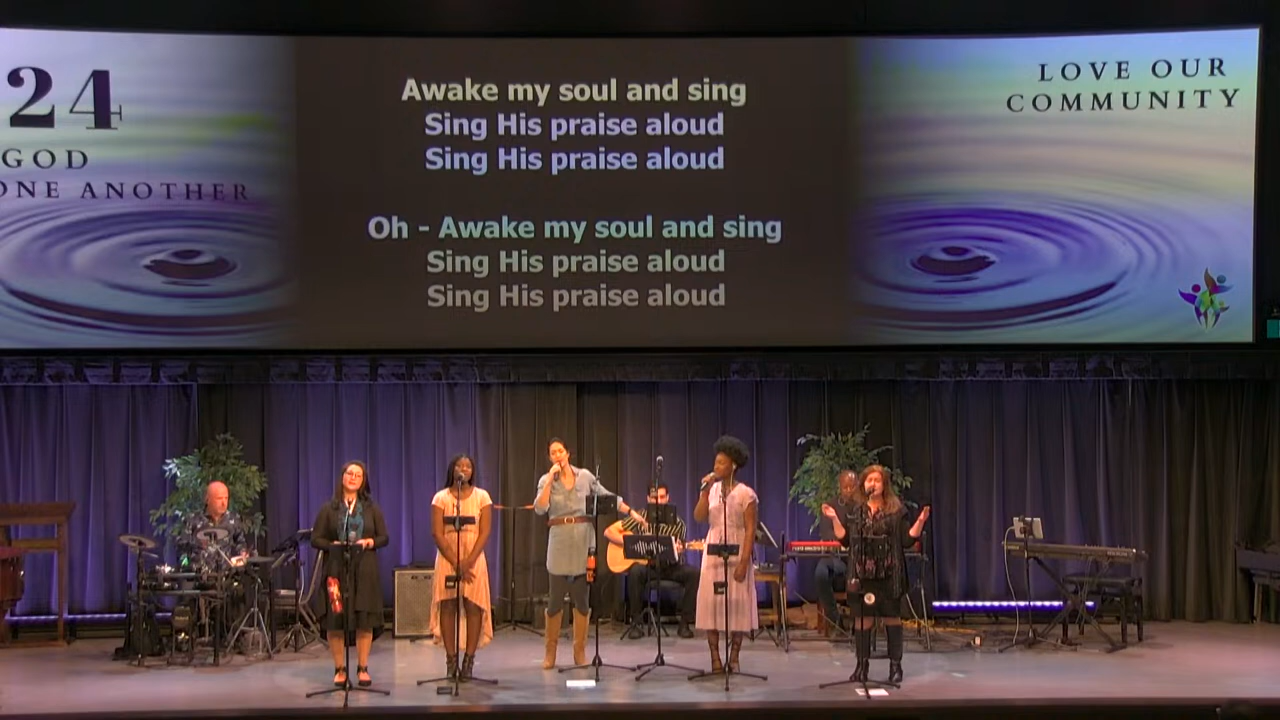 24
GOD
ONE ANOTHER
Awake my soul and sing
Sing His praise aloud
Sing His praise aloud
Oh - Awake my soul and sing
Sing His praise aloud
Sing His praise aloud
LOVE OUR
COMMUNITY